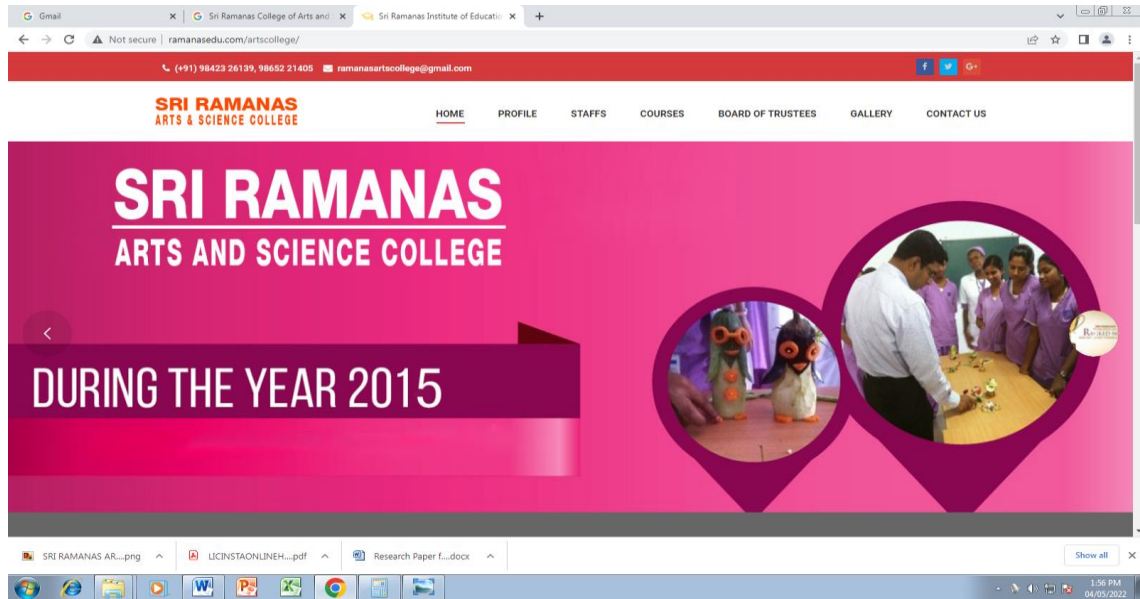 Gmail
Sri Ramanas College of Arts and
Sri Ramanas Institute of Educatio
Not secure | ramanasedu.com/artscollege/
(+91) 98423 26139, 98652 21405 ramanasartscollege@gmail.com
SRI RAMANAS
ARTS & SCIENCE COLLEGE
HOME PROFILE STAFFS COURSES BOARD OF TRUSTEES GALLERY CONTACT US
SRI RAMANAS
ARTS AND SCIENCE COLLEGE
DURING THE YEAR 2015
SRI RAMANAS AR....png
LICINSTAONLINEH....pdf
Research Paper f....docx
Show all
1:56 PM
04/05/2022